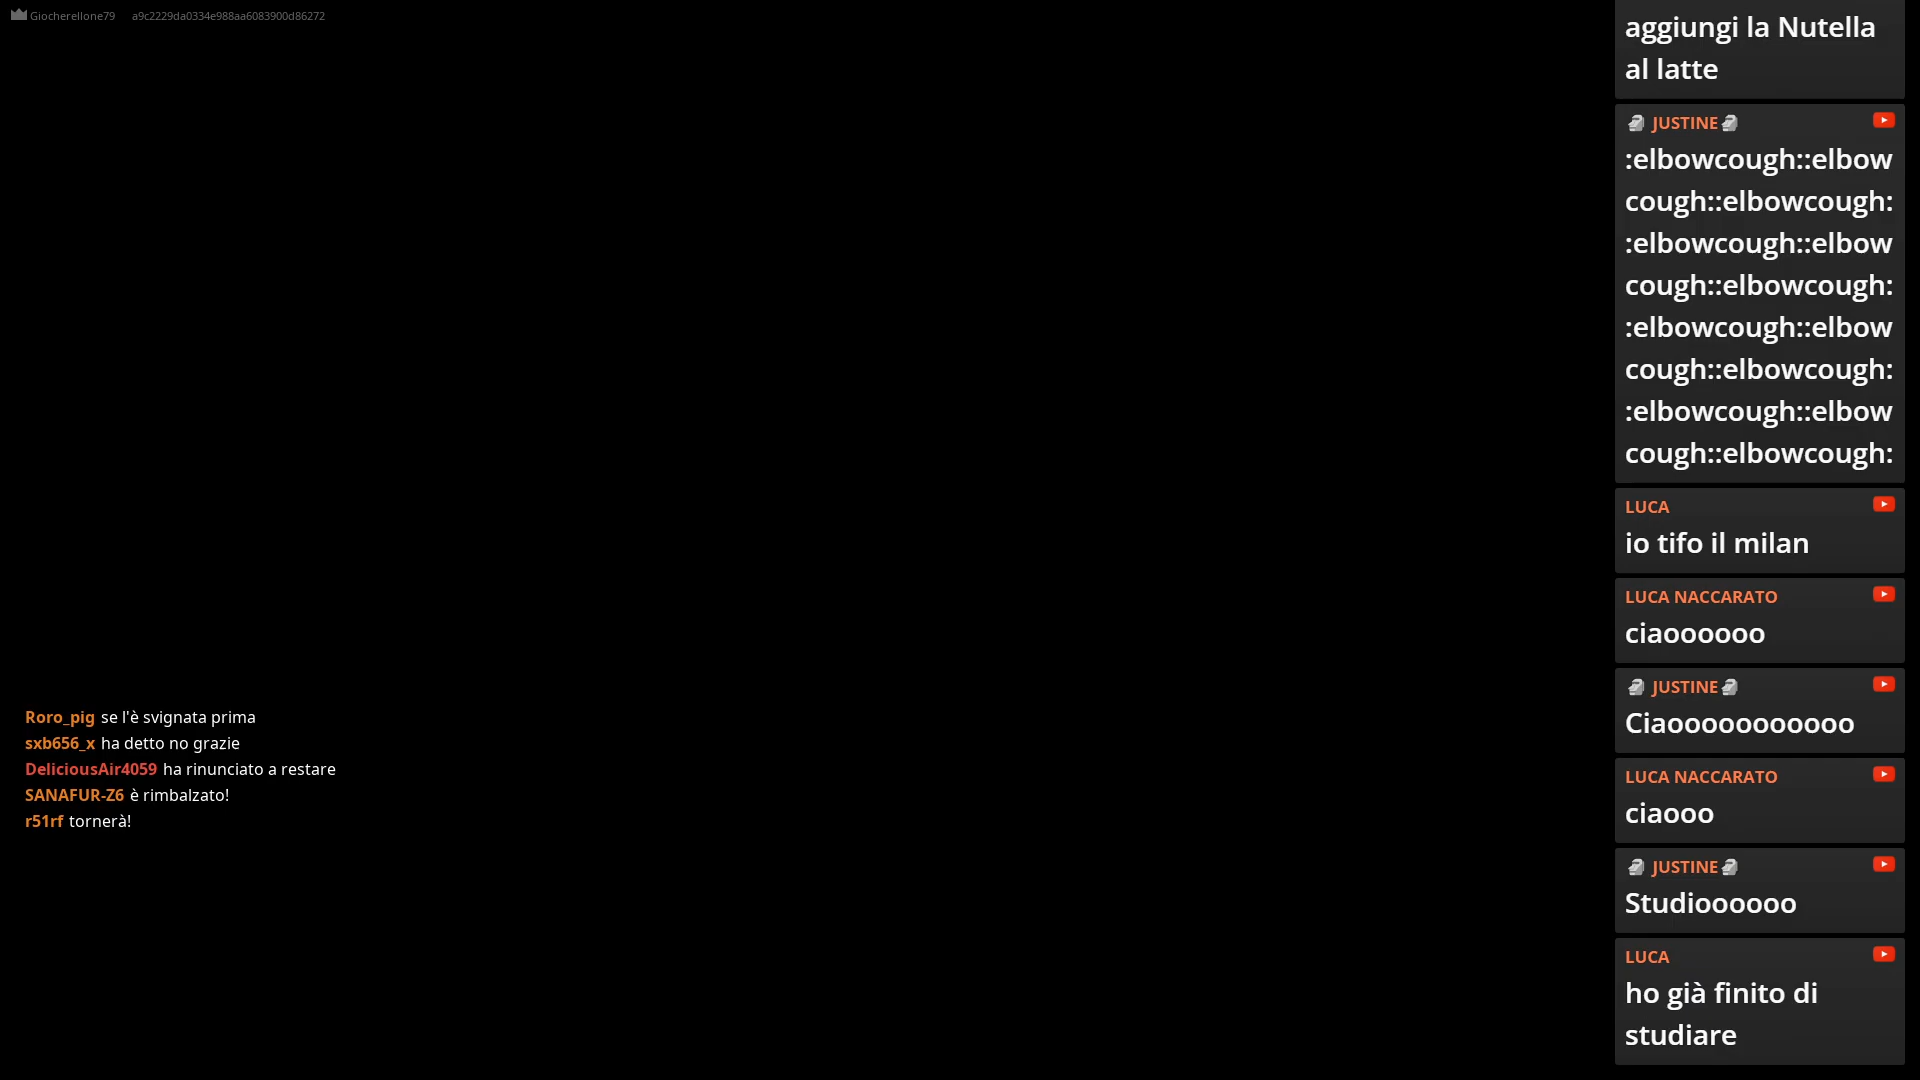 Giocherellone79 a9c2229da0334e988aa6083900d86272
Roro_pig se l'è svignata prima
sxb656_x ha detto no grazie
DeliciousAir4059 ha rinunciato a restare
SANAFUR-Z6 è rimbalzato!
r51rf tornerà!
aggiungi la Nutella
al latte
🗿 JUSTINE🗿
:elbowcough::elbow
cough::elbowcough:
:elbowcough::elbow
cough::elbowcough:
:elbowcough::elbow
cough::elbowcough:
:elbowcough::elbow
cough::elbowcough:
LUCA
io tifo il milan
LUCA NACCARATO
ciaoooooo
🗿 JUSTINE🗿
Ciaooooooooooo
LUCA NACCARATO
ciaooo
🗿 JUSTINE🗿
Studioooooo
LUCA
ho già finito di
studiare